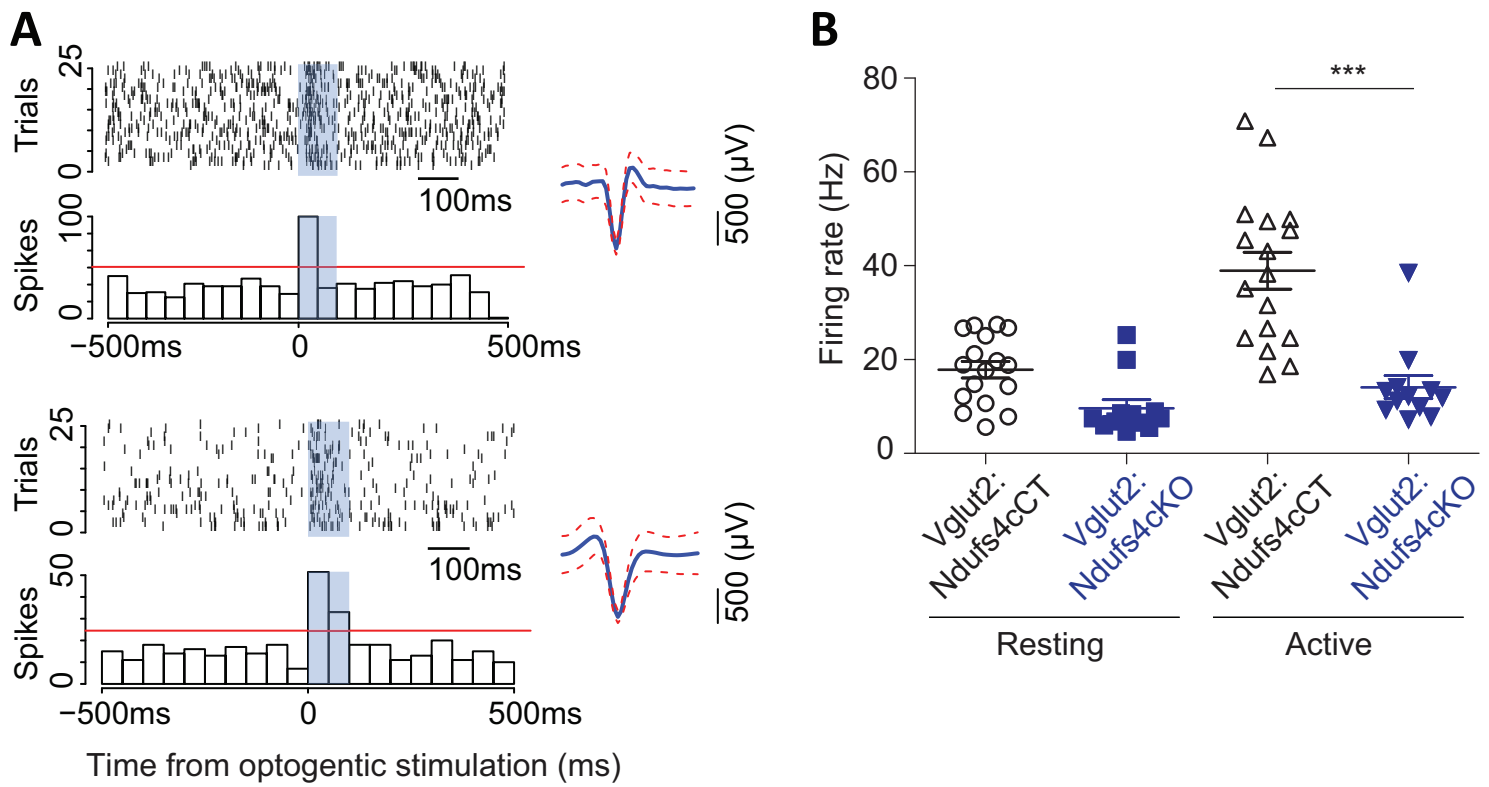 A
Trials
25
0
100ms
500 (µV)
Spikes
100
0
−500ms 0 500ms
Trials
25
0
100ms
500 (µV)
Spikes
50
0
−500ms 0 500ms
Time from optogentic stimulation (ms)
B
***
Firing rate (Hz)
80
60
40
20
0
Vglut2:
Ndufs4cCT
Vglut2:
Ndufs4cKO
Vglut2:
Ndufs4cCT
Vglut2:
Ndufs4cKO
Resting
Active